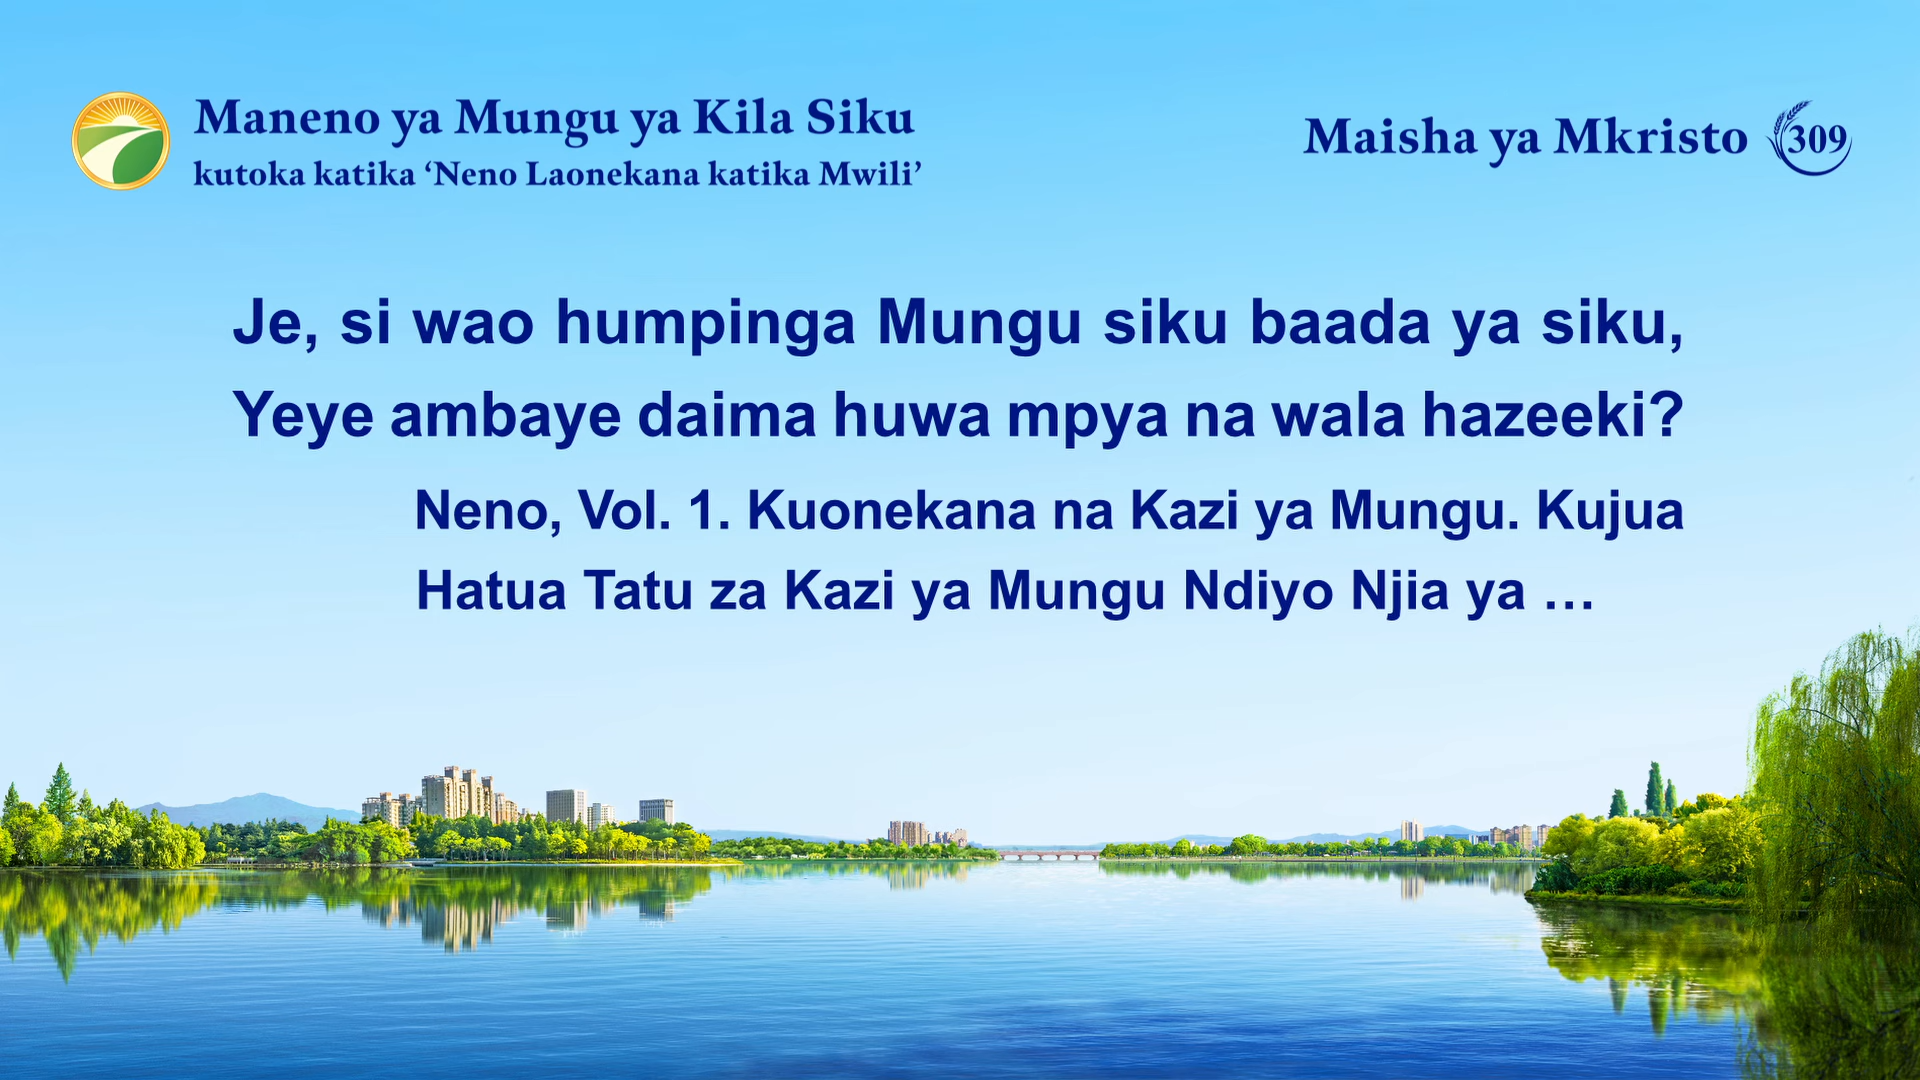 Maneno ya Mungu ya Kila Siku
kutoka katika ‘Neno Laonekana katika Mwili’
Maisha ya Mkristo 309
Je, si wao humpinga Mungu siku baada ya siku,
Yeye ambaye daima huwa mpya na wala hazeeki?
Neno, Vol. 1. Kuonekana na Kazi ya Mungu. Kujua
Hatua Tatu za Kazi ya Mungu Ndiyo Njia ya …